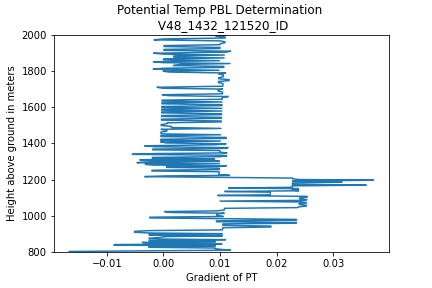 Potential Temp PBL Determination
V48_1432_121520_ID
Height above ground in meters
2000
1800
1600
1400
1200
1000
800
−0.01 0.00 0.01 0.02 0.03
Gradient of PT